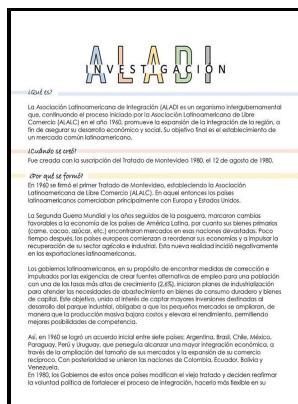 ALADI
INVESTIGACIÓN
¿Qué es?
La Asociación Latinoamericana de Integración (ALADI es un organismo intergubernamental
que, continuando el proceso iniciado por la Asociación Latinoamericana de Libre
Comercio (ALALC) en el año 1960, promueve la expansión de la integración de la región, a
fin de asegurar su desarrollo económico y social. Su objetivo final es el establecimiento de
un mercado común latinoamericano.
¿Cuándo se creó?
Fue creada con la suscripción del Tratado de Montevideo 1980, el 12 de agosto de 1980.
¿Por qué se formó?
En 1960 se firmó el primer Tratado de Montevideo, estableciendo la Asociación
Latinoamericana de Libre Comercio (ALALC). En aquel entonces los países
latinoamericanos comerciaban principalmente con Europa y Estados Unidos.
La Segunda Guerra Mundial y los años seguidos de la posguerra, marcaron cambios
favorables a la economía de los países de América Latina, por cuanto sus bienes primarios
(carne, cacao, azúcar, etc.) encontraron mercados en esas naciones devastadas. Poco
tiempo después, los países europeos comienzan a reordenar sus economías y a impulsar la
recuperación de su sector agrícola e industrial. Esta nueva realidad incidió negativamente
en las exportaciones latinoamericanas.
Los gobiernos latinoamericanos, en su propósito de encontrar medidas de corrección e
impulsados por las exigencias de crear fuentes alternativas de empleo para una población
con una de las tasas más altas de crecimiento (2,6%), iniciaron planes de industrialización
para atender las necesidades de abastecimiento en bienes de consumo duradero y bienes
de capital. Este objetivo, unido al interés de captar mayores inversiones destinadas al
desarrollo del parque industrial, obligaba a que los pequeños mercados se ampliaran, de
manera que la producción masiva bajara costos y elevara el rendimiento, permitiendo
mejores posibilidades de competencia.
Así, en 1960 se logró un acuerdo inicial entre siete países: Argentina, Brasil, Chile, México,
Paraguay, Perú y Uruguay, que perseguía alcanzar una mayor integración económica, a
través de la ampliación del tamaño de sus mercados y la expansión de su comercio
recíproco. Con posterioridad se unieron las naciones de Colombia, Ecuador, Bolivia y
Venezuela.
En 1980, los Gobiernos de estos once países modifican el viejo tratado y deciden reafirmar
la voluntad política de fortalecer el proceso de integración, hacerlo más flexible en su